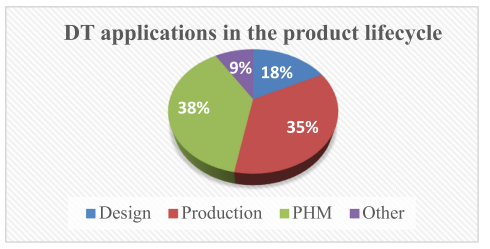 DT applications in the product lifecycle
9%
18%
38%
35%
Design Production PHM Other